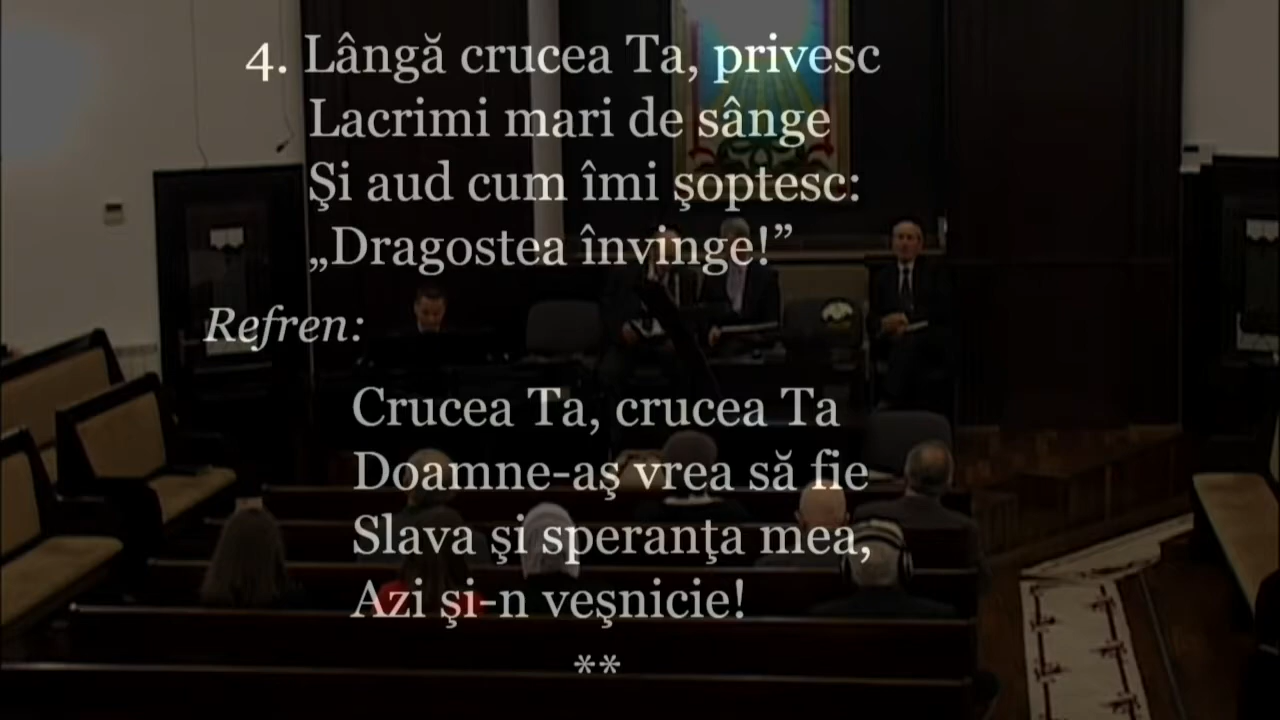 4. Lângă crucea Ta, privesc
Lacrimi mari de sânge
Şi aud cum îmi şoptesc:
„Dragostea învinge!”
Refren:
Crucea Ta, crucea Ta
Doamne-aş vrea să fie
Slava şi speranţa mea,
Azi şi-n veşnicie!
**